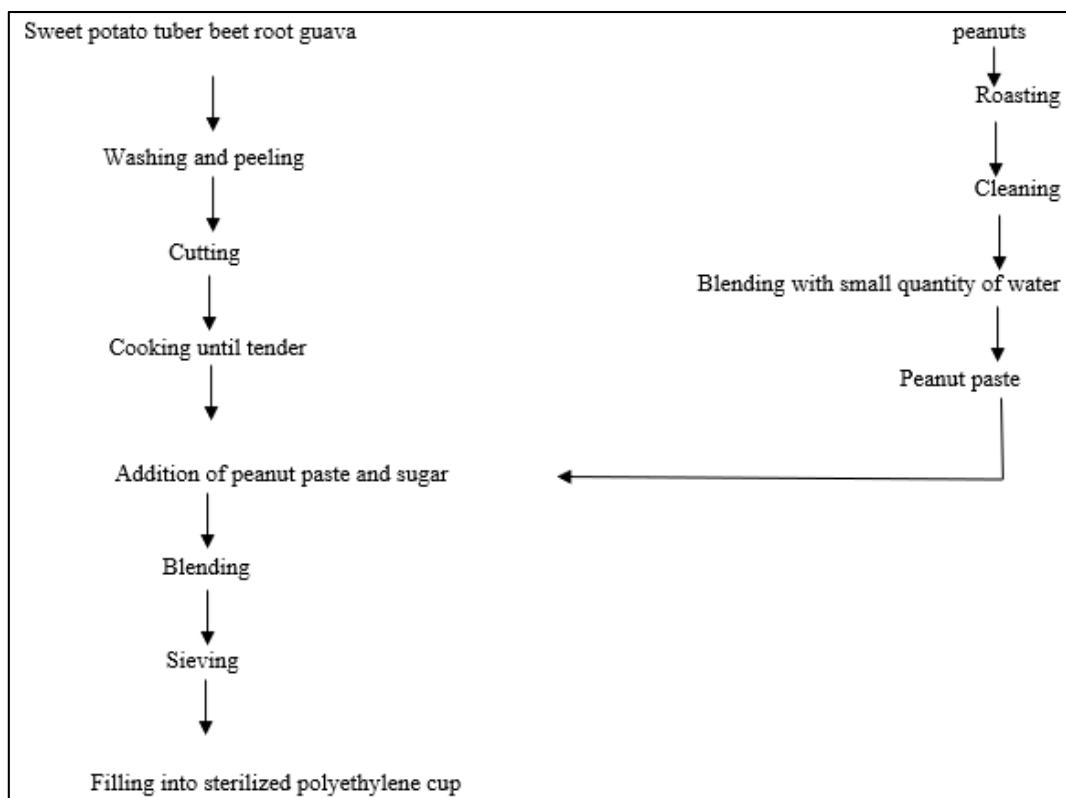 Sweet potato tuber beet root guava
peanuts
Roasting
Washing and peeling
Cleaning
Cutting
Blending with small quantity of water
Cooking until tender
Peanut paste
Addition of peanut paste and sugar
Blending
Sieving
Filling into sterilized polyethylene cup